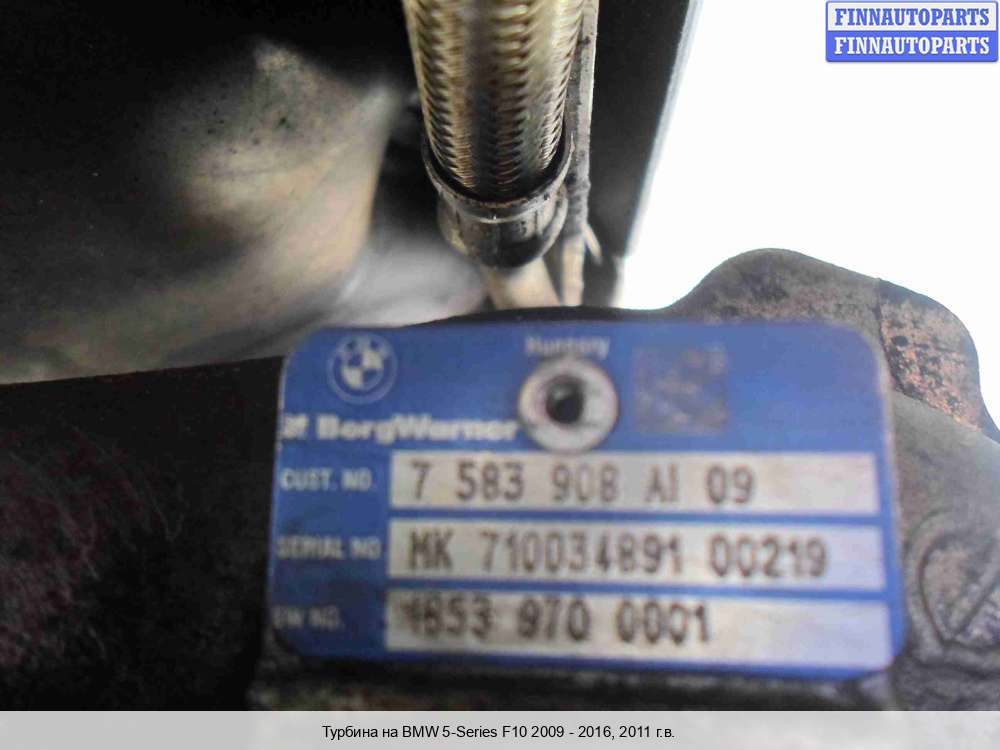 FINNAUTOPARTS
FINNAUTOPARTS
Hungary
BorgWarner
CUST. NO. 7 583 908 AI 09
SERIAL NO MK 710034891 00219
BW NO. 1853 970 0001
Турбина на BMW 5-Series F10 2009 - 2016, 2011 г.в.